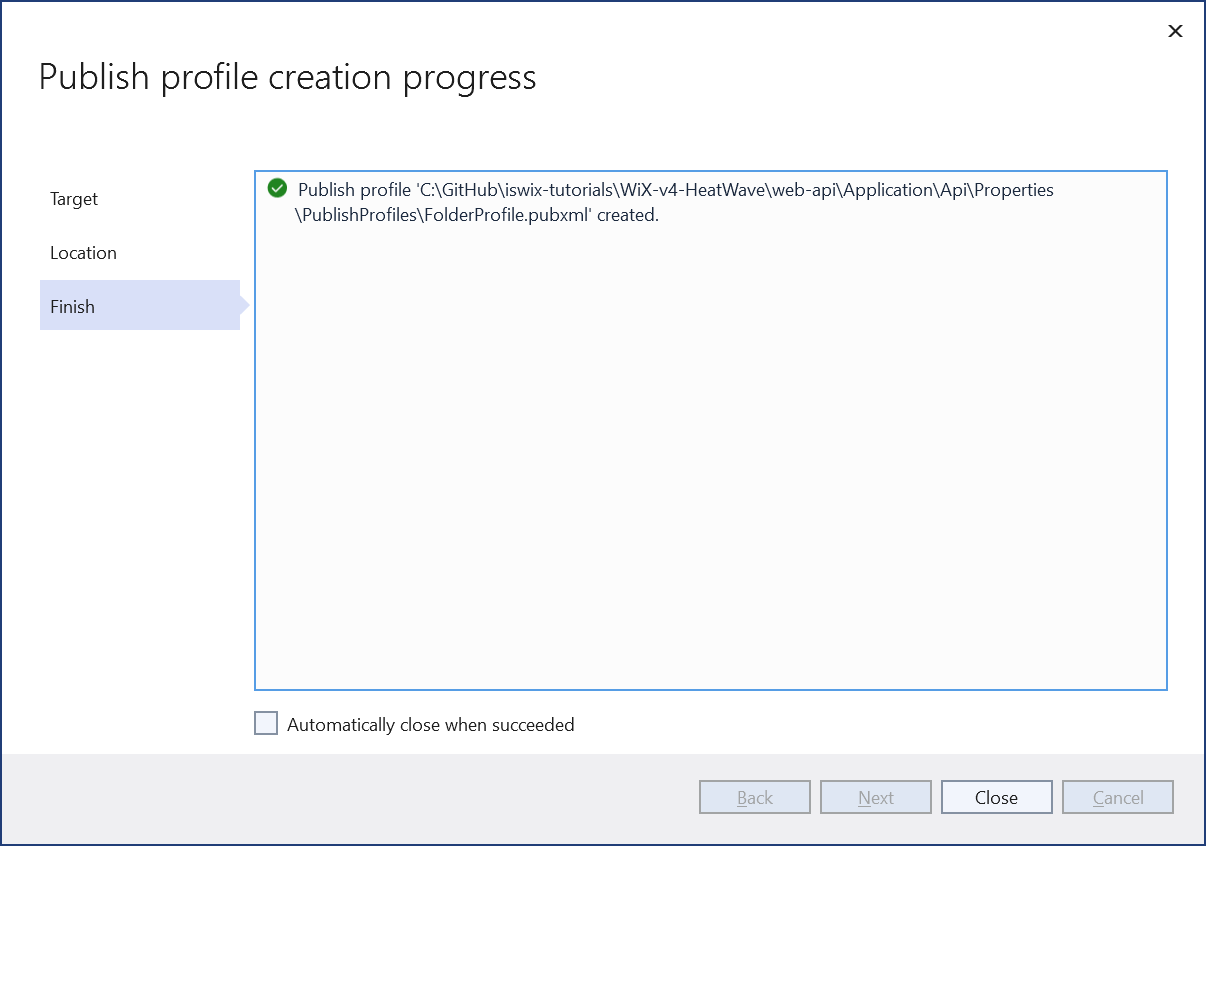 Publish profile creation progress
Target
Location
Finish
Publish profile 'C:\GitHub\iswix-tutorials\WiX-v4-HeatWave\web-api\Application\Api\Properties
\PublishProfiles\FolderProfile.pubxml' created.
Automatically close when succeeded
Back Next Close Cancel